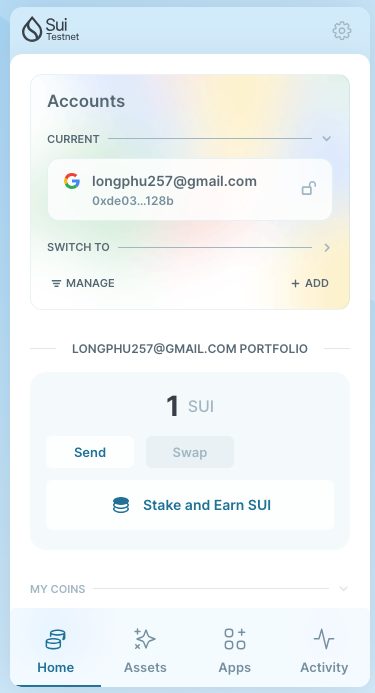 Sui
Testnet
Accounts
CURRENT
longphu257@gmail.com
0xde03...128b
SWITCH TO
MANAGE
+ ADD
LONGPHU257@GMAIL.COM PORTFOLIO
1 SUI
Send
Swap
Stake and Earn SUI
MY COINS
Home
Assets
Apps
Activity